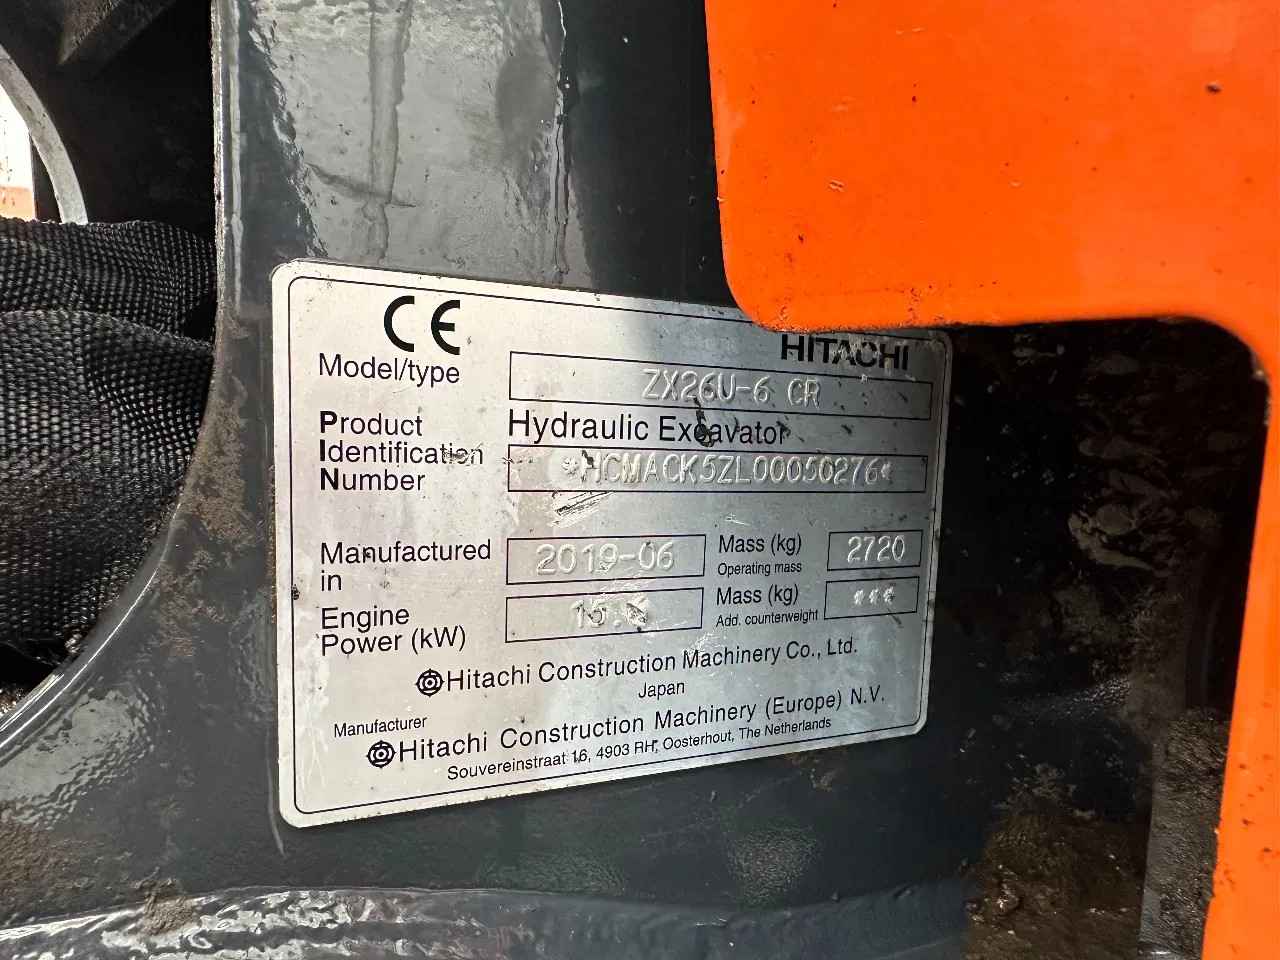 CE
HITACHI
Model/type ZX26U-6 CR
Product Hydraulic Excavator
Identification *HCMACK5ZL00050276*
Number
Manufactured in 2019-06 Mass (kg) Operating mass 2720
Engine Power (kW) Mass (kg) Add. counterweight ***
Hitachi Construction Machinery Co., Ltd.
Japan
Manufacturer
Hitachi Construction Machinery (Europe) N.V.
Souvereinstraat 16, 4903 RH, Oosterhout, The Netherlands